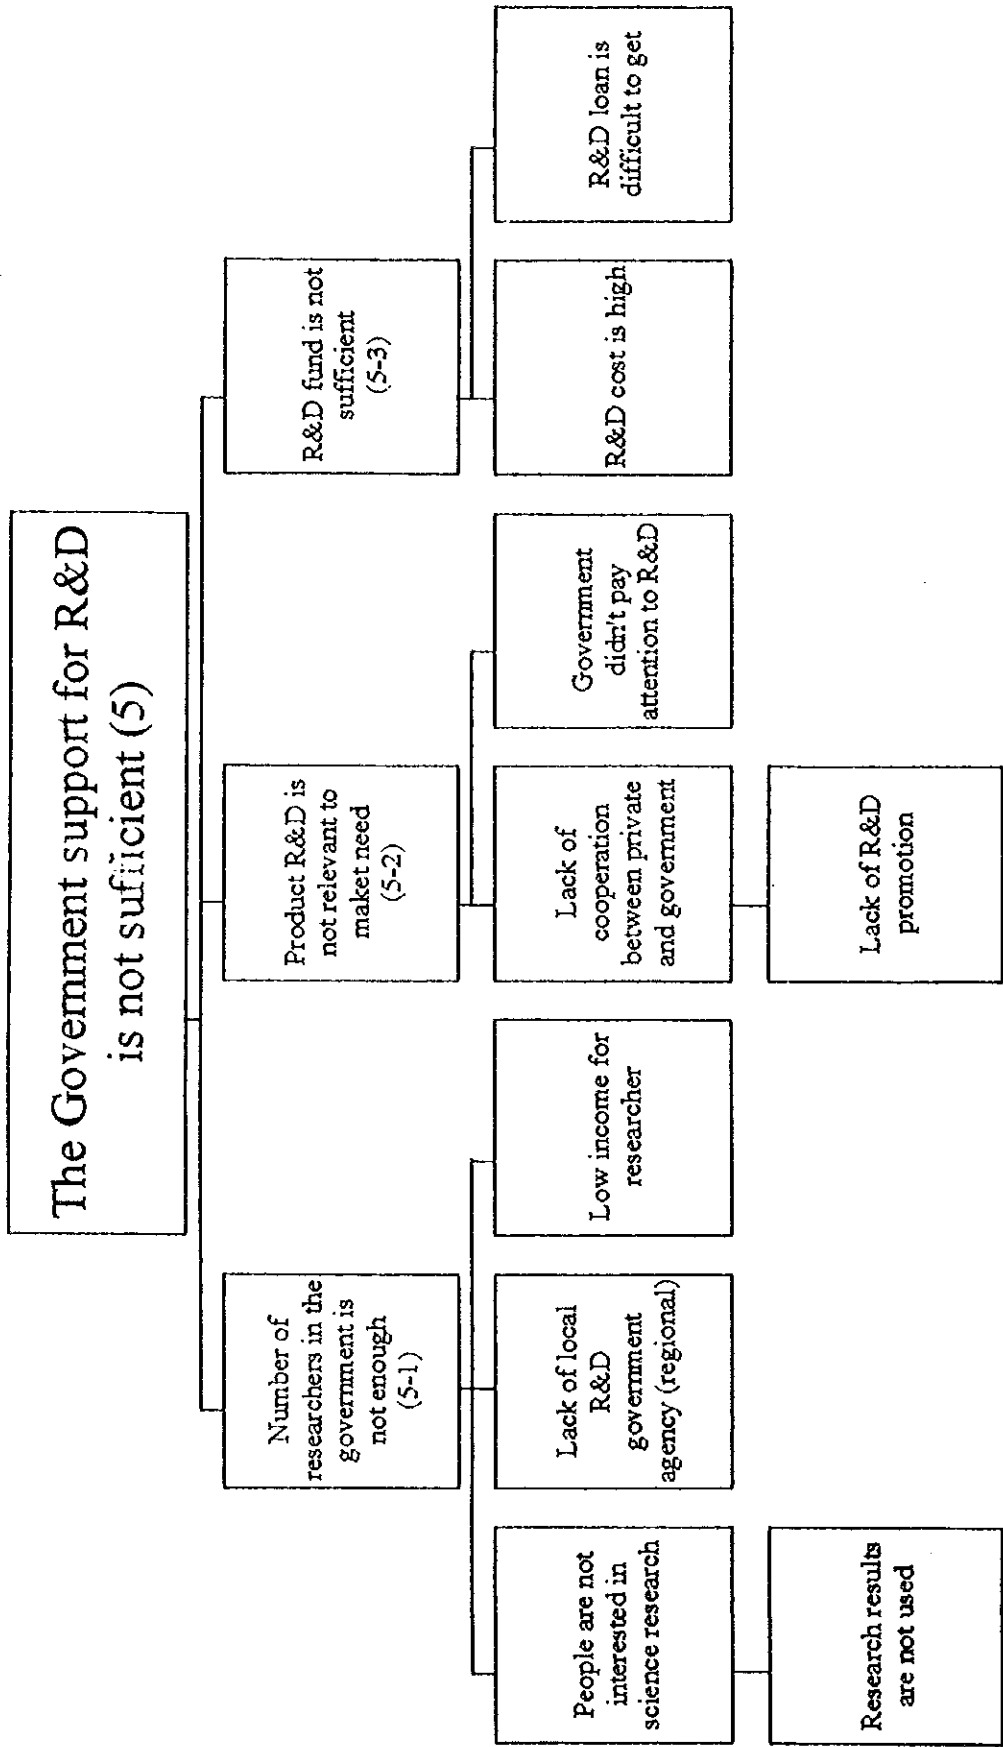 The Government support for R&D
is not sufficient (5)
Number of
researchers in the
government is
not enough
(5-1)
Product R&D is
not relevant to
maket need
(5-2)
R&D fund is not
sufficient
(5-3)
People are not
interested in
science research
Lack of local
R&D
government
agency (regional)
Low income for
researcher
Lack of
cooperation
between private
and government
Government
didn't pay
attention to R&D
R&D cost is high
R&D loan is
difficult to get
Research results
are not used
Lack of R&D
promotion